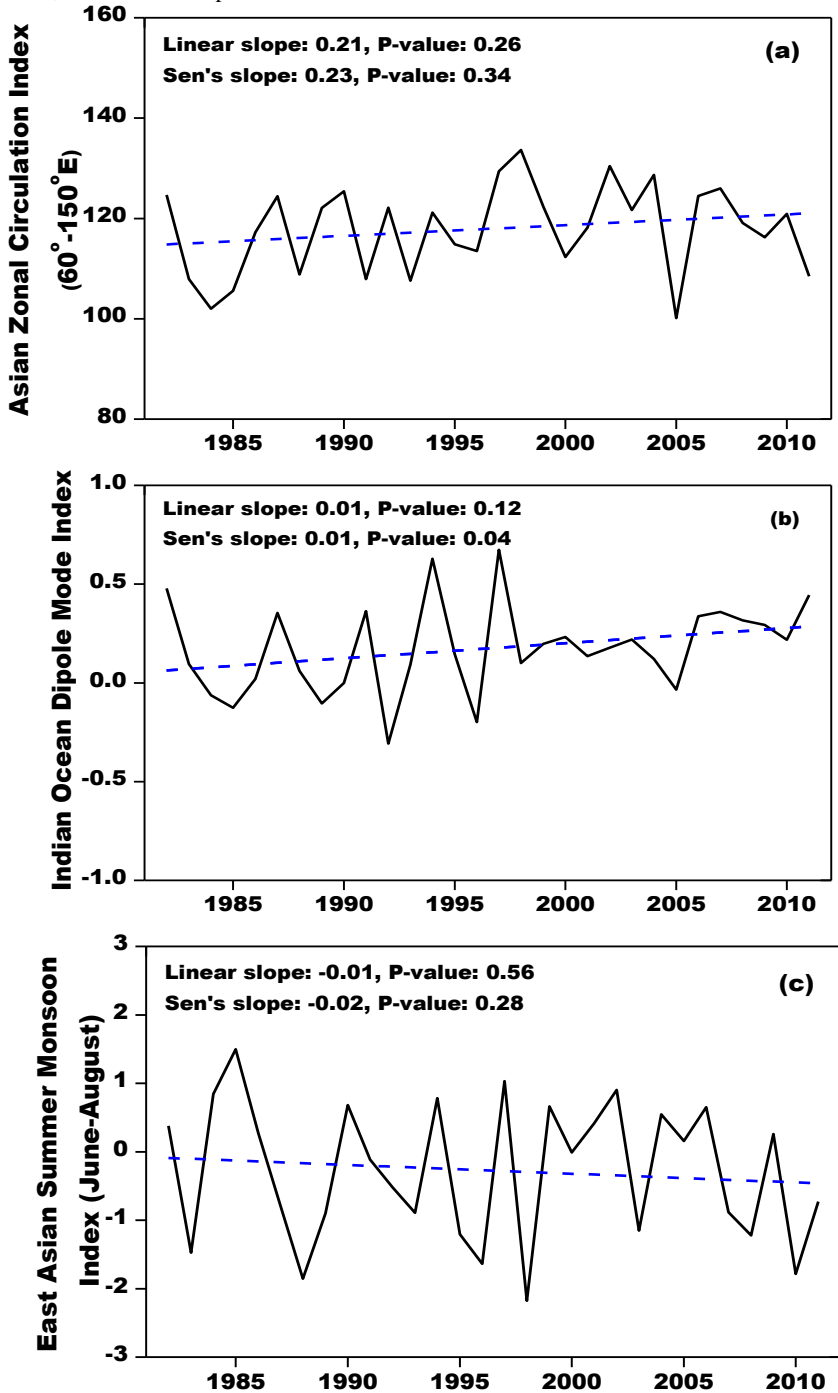 160
Linear slope: 0.21, P-value: 0.26
(a)
Sen's slope: 0.23, P-value: 0.34
140
120
100
80
Asian Zonal Circulation Index
(60°-150°E)
1985 1990 1995 2000 2005 2010
1.0
Linear slope: 0.01, P-value: 0.12
(b)
Sen's slope: 0.01, P-value: 0.04
0.5
0.0
-0.5
-1.0
Indian Ocean Dipole Mode Index
1985 1990 1995 2000 2005 2010
3
Linear slope: -0.01, P-value: 0.56
(c)
Sen's slope: -0.02, P-value: 0.28
2
1
0
-1
-2
-3
East Asian Summer Monsoon
Index (June-August)
1985 1990 1995 2000 2005 2010